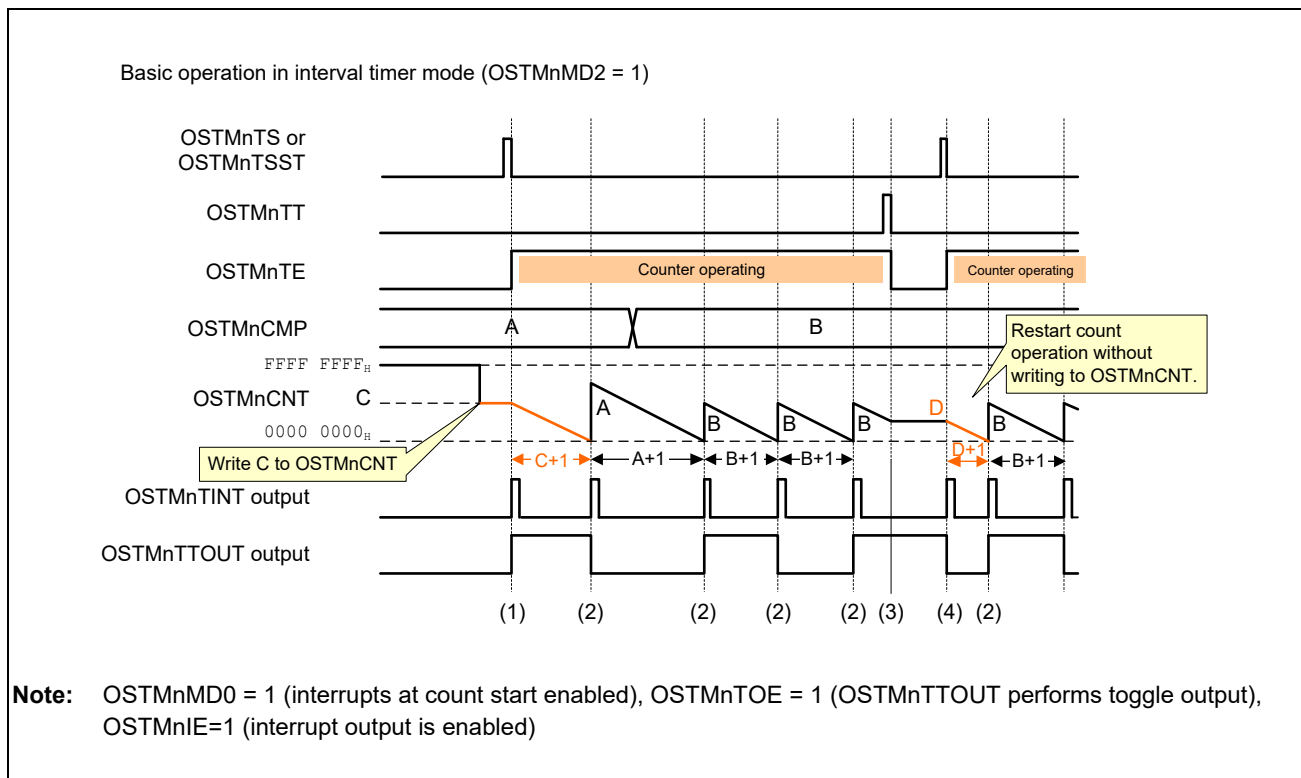 Basic operation in interval timer mode (OSTMnMD2 = 1)
OSTMnTS or
OSTMnTSST
OSTMnTT
OSTMnTE
Counter operating
Counter operating
OSTMnCMP
A
B
Restart count
operation without
writing to OSTMnCNT.
FFFF FFFFH
OSTMnCNT
C
A
B
B
B
D
B
0000 0000H
Write C to OSTMnCNT
C+1
A+1
B+1
B+1
D+1
B+1
OSTMnTINT output
OSTMnTTOUT output
(1) (2) (2) (2) (2) (3) (4) (2)
Note: OSTMnMD0 = 1 (interrupts at count start enabled), OSTMnTOE = 1 (OSTMnTTOUT performs toggle output),
OSTMnIE=1 (interrupt output is enabled)